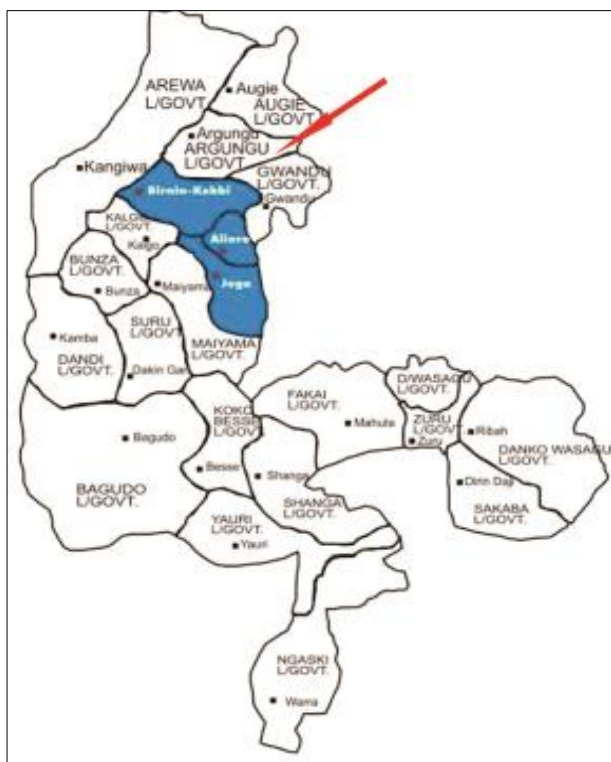 AREWA
L/GOVT.
Augie
AUGIE
L/GOVT.
Argungu
ARGUNGU
L/GOVT
Kangiwa
GWANDU
L/GOVT.
Gwandu
Birnin-Kebbi
KALGO
L/GOVT.
Kalgo
Aliero
BUNZA
L/GOVT.
Bunza
Maiyama
Jega
SURU
L/GOVT.
MAIYAMA
L/GOVT.
Kamba
DANDI
L/GOVT.
Dakin Gari
FAKAI
L/GOVT.
Mahuta
D/WASAGU
L/GOVT.
ZURU
L/GOVT.
Zuru
Ribah
DANKO WASAGU
L/GOVT.
KOKO
BESSE
L/GOVT
Besse
Bagudo
BAGUDO
L/GOVT.
Shanga
SHANGA
L/GOVT.
Dirin Daji
SAKABA
L/GOVT.
YAURI
L/GOVT.
Yauri
NGASKI
L/GOVT.
Warra